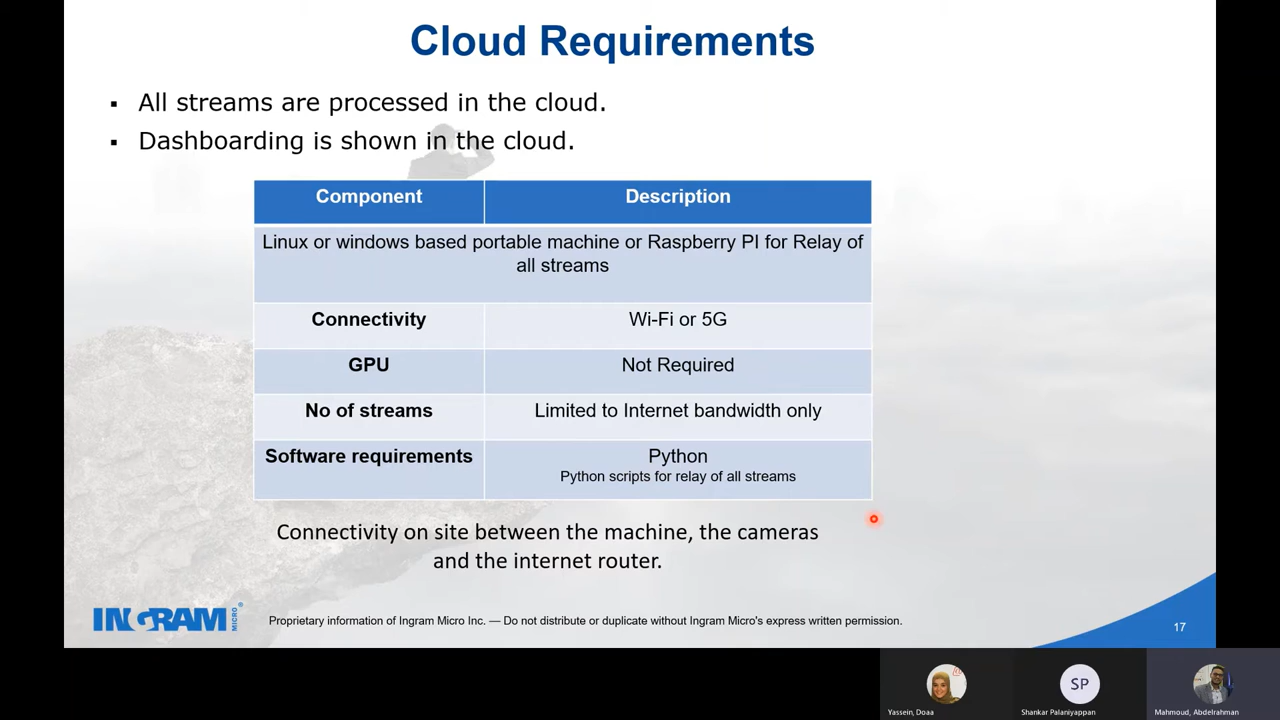 Cloud Requirements
▪ All streams are processed in the cloud.
▪ Dashboarding is shown in the cloud.
Component Description
Linux or windows based portable machine or Raspberry PI for Relay of
all streams
Connectivity Wi-Fi or 5G
GPU Not Required
No of streams Limited to Internet bandwidth only
Software requirements Python
Python scripts for relay of all streams
Connectivity on site between the machine, the cameras
and the internet router.
INGRAM MICRO®
Proprietary information of Ingram Micro Inc. — Do not distribute or duplicate without Ingram Micro's express written permission.
17
SP
Yassein, Doaa
Shankar Palaniyappan
Mahmoud, Abdelrahman